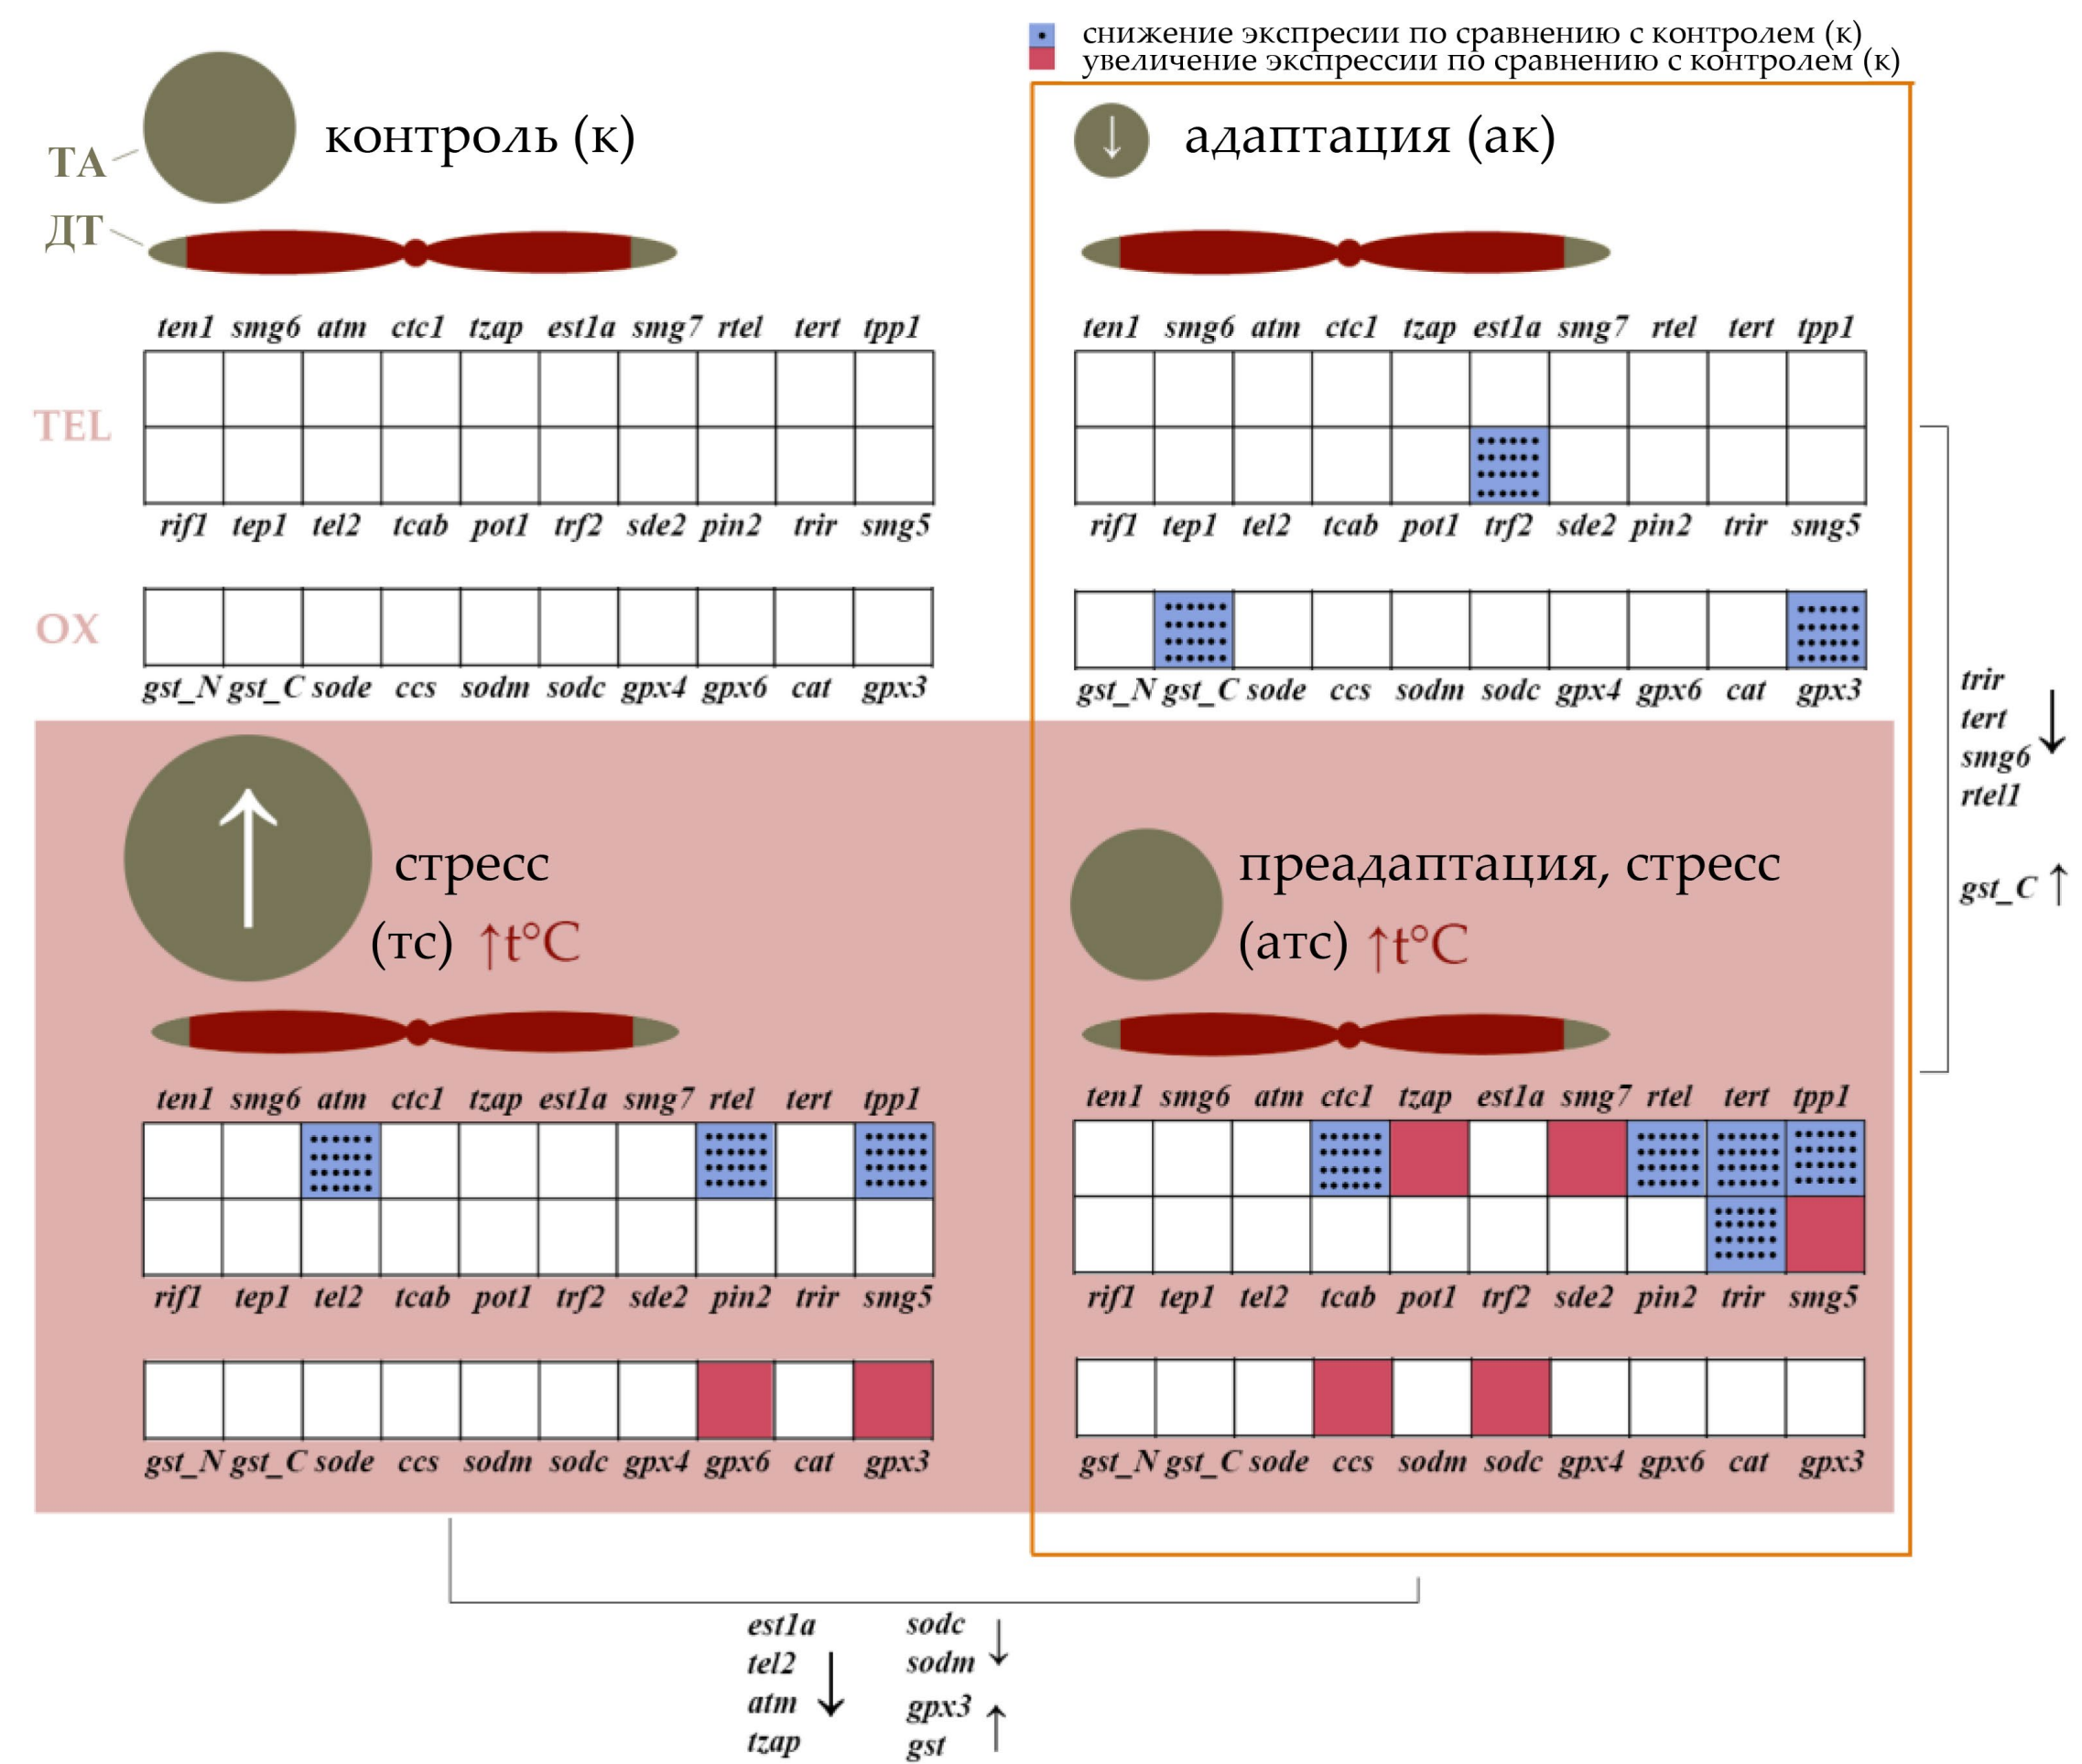 снижение экспресии по сравнению с контролем (к)
увеличение экспрессии по сравнению с контролем (к)
ТА
контроль (к)
ДТ
ten1 smg6 atm ctc1 tzap est1a smg7 rtel tert tpp1
TEL
rif1 tep1 tel2 tcab pot1 trf2 sde2 pin2 trir smg5
OX
gst_N gst_C sode ccs sodm sodc gpx4 gpx6 cat gpx3
↓ адаптация (ак)
ten1 smg6 atm ctc1 tzap est1a smg7 rtel tert tpp1
rif1 tep1 tel2 tcab pot1 trf2 sde2 pin2 trir smg5
gst_N gst_C sode ccs sodm sodc gpx4 gpx6 cat gpx3
trir
tert
smg6 ↓
rtel1
gst_C ↑
↑ стресс
(тс) ↑t°C
ten1 smg6 atm ctc1 tzap est1a smg7 rtel tert tpp1
rif1 tep1 tel2 tcab pot1 trf2 sde2 pin2 trir smg5
gst_N gst_C sode ccs sodm sodc gpx4 gpx6 cat gpx3
преадаптация, стресс
(атс) ↑t°C
ten1 smg6 atm ctc1 tzap est1a smg7 rtel tert tpp1
rif1 tep1 tel2 tcab pot1 trf2 sde2 pin2 trir smg5
gst_N gst_C sode ccs sodm sodc gpx4 gpx6 cat gpx3
est1a
tel2
atm ↓
tzap
sodc
sodm ↓
gpx3
gst ↑